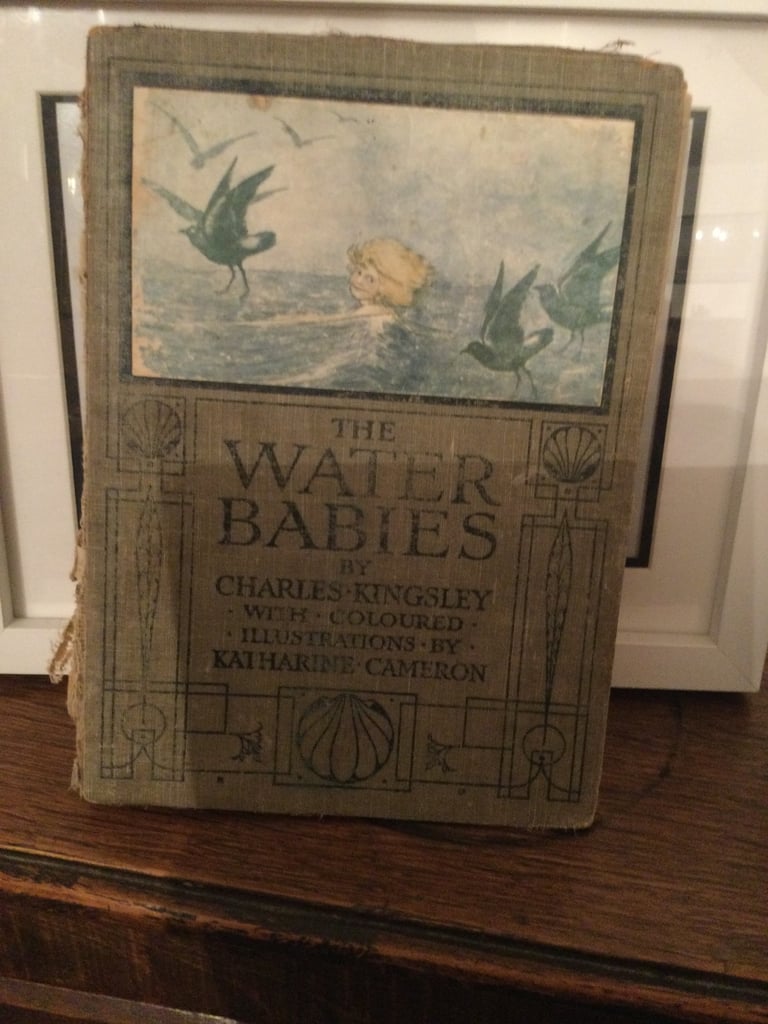 THE
WATER
BABIES
BY
CHARLES · KINGSLEY
· WITH · COLOURED ·
· ILLUSTRATIONS · BY ·
KATHARINE · CAMERON